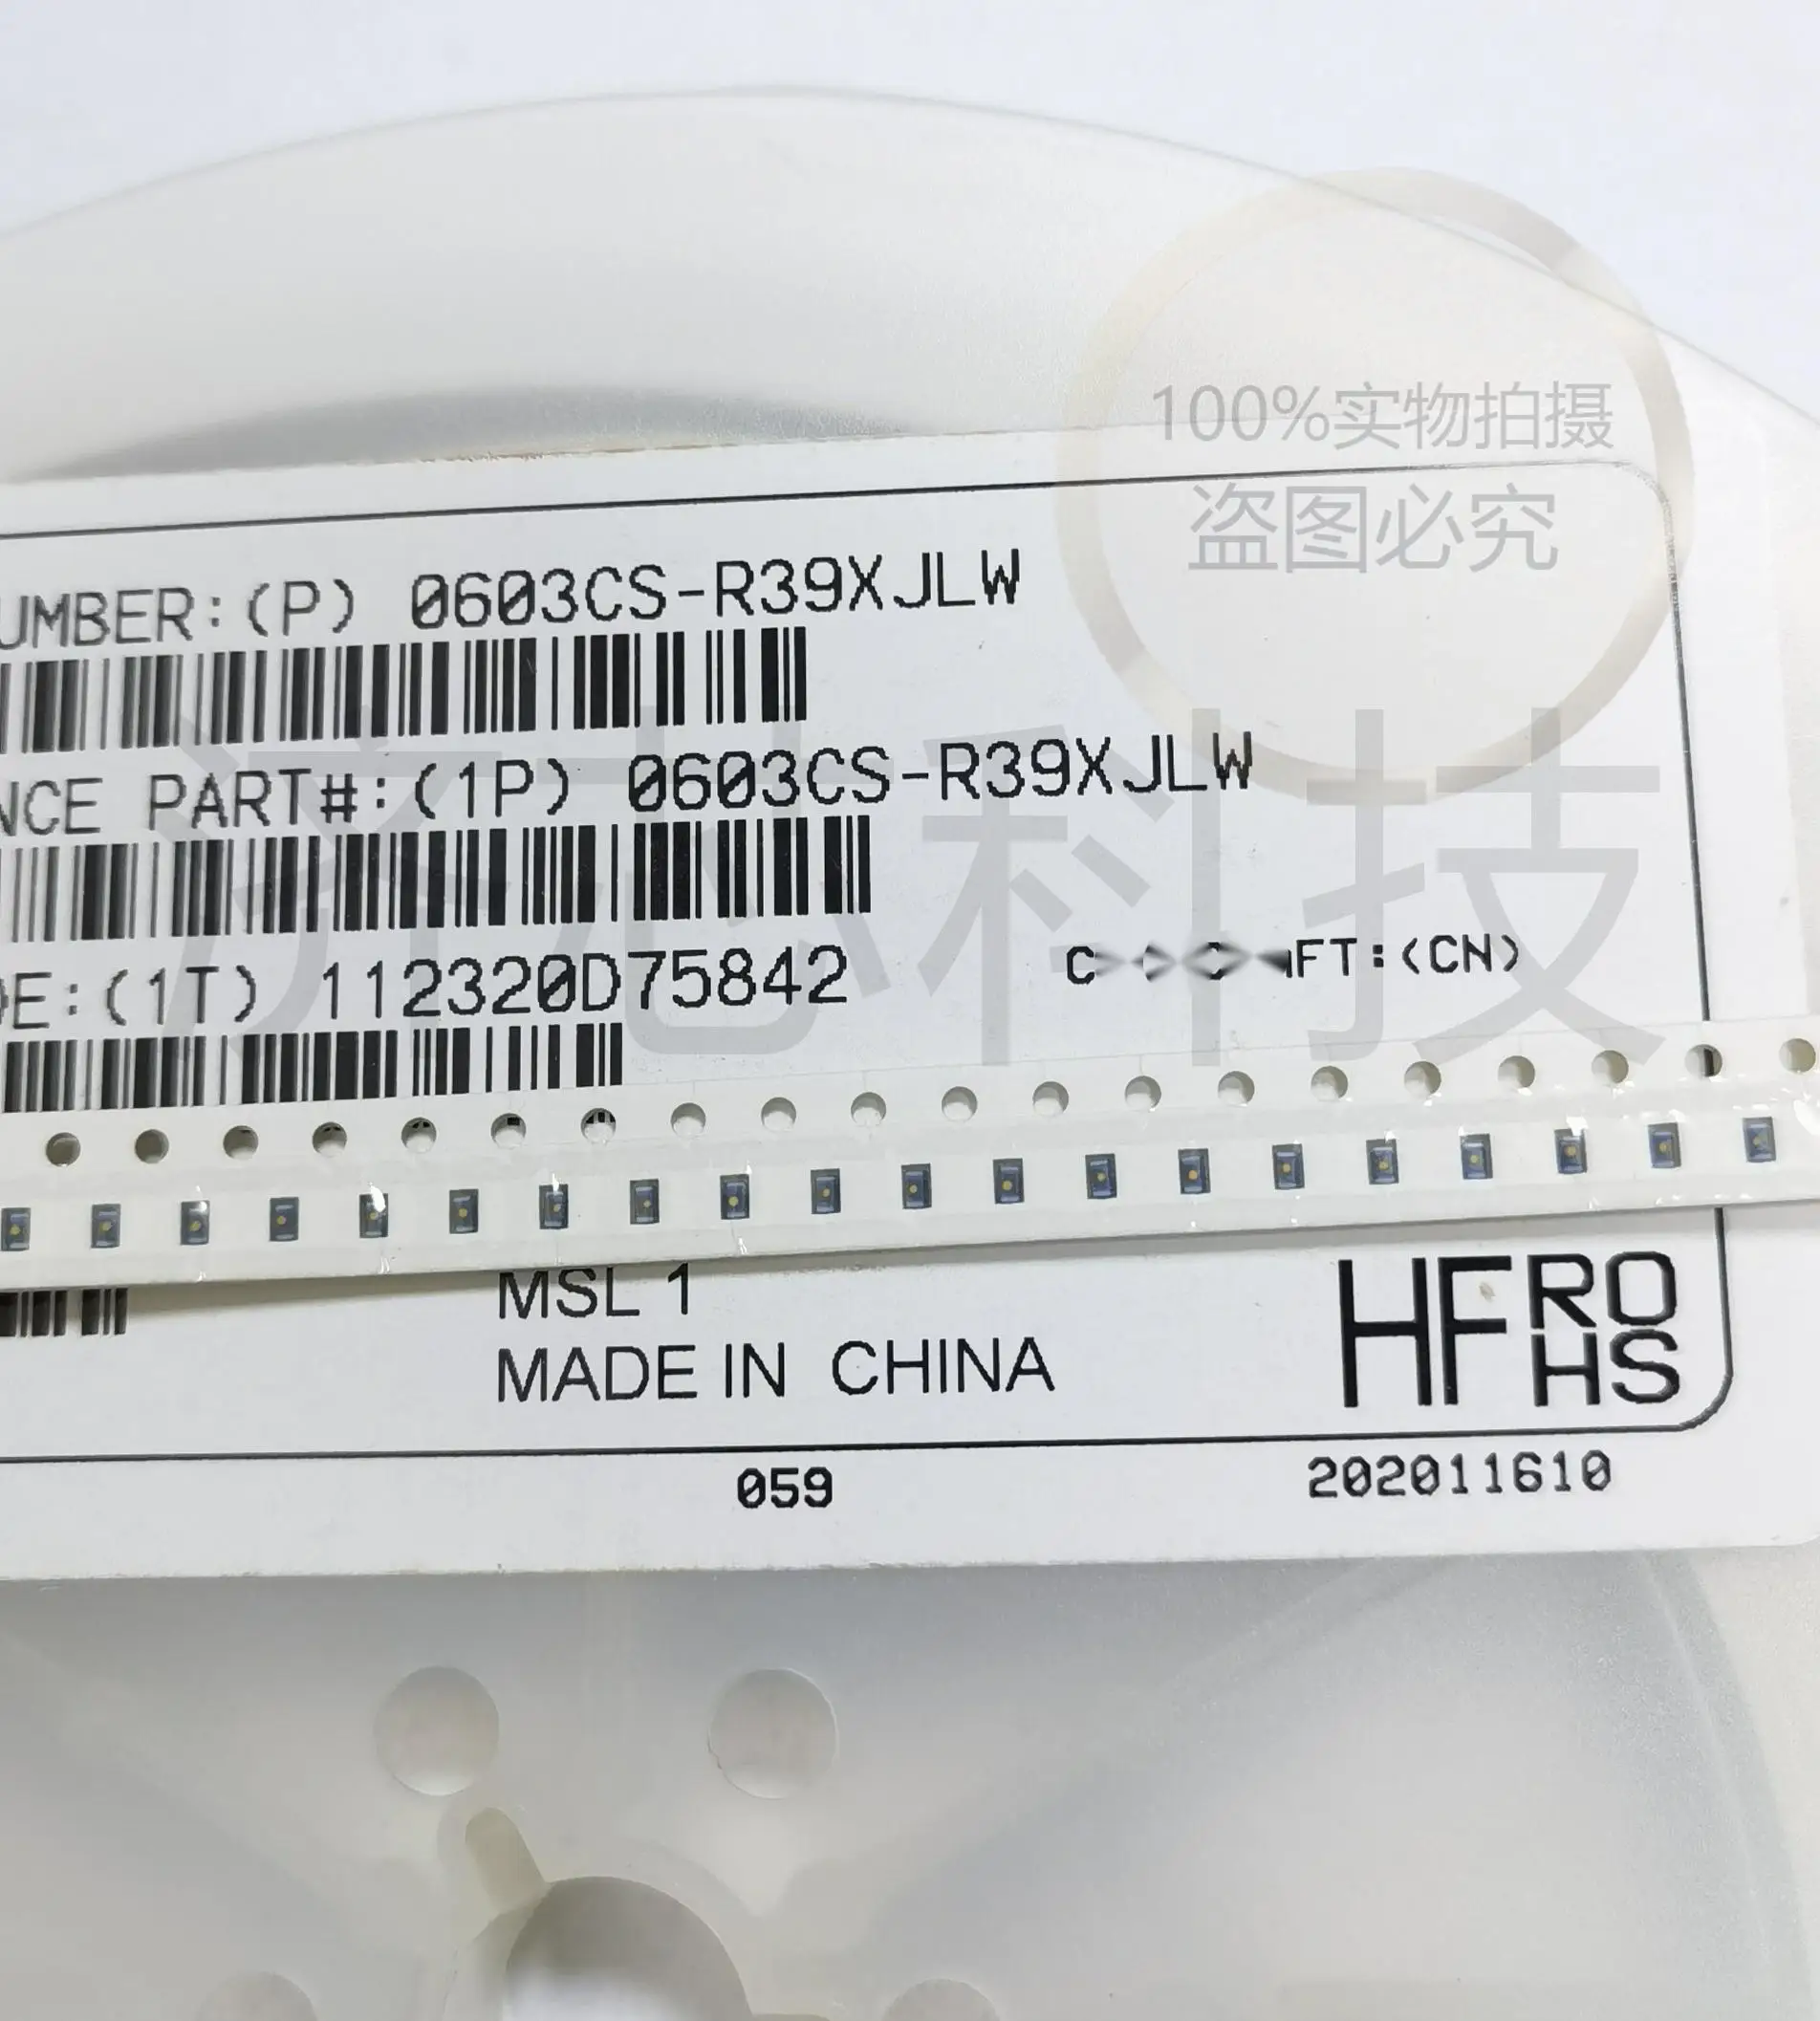 100%实物拍摄
盗图必究
UMBER:(P) 0603CS-R39XJLW
济芯科技
NCE PART#:(1P) 0603CS-R39XJLW
DE:(1T) 112320D75842
FT:(CN)
MSL 1
MADE IN CHINA
HF RO
HS
059
202011610